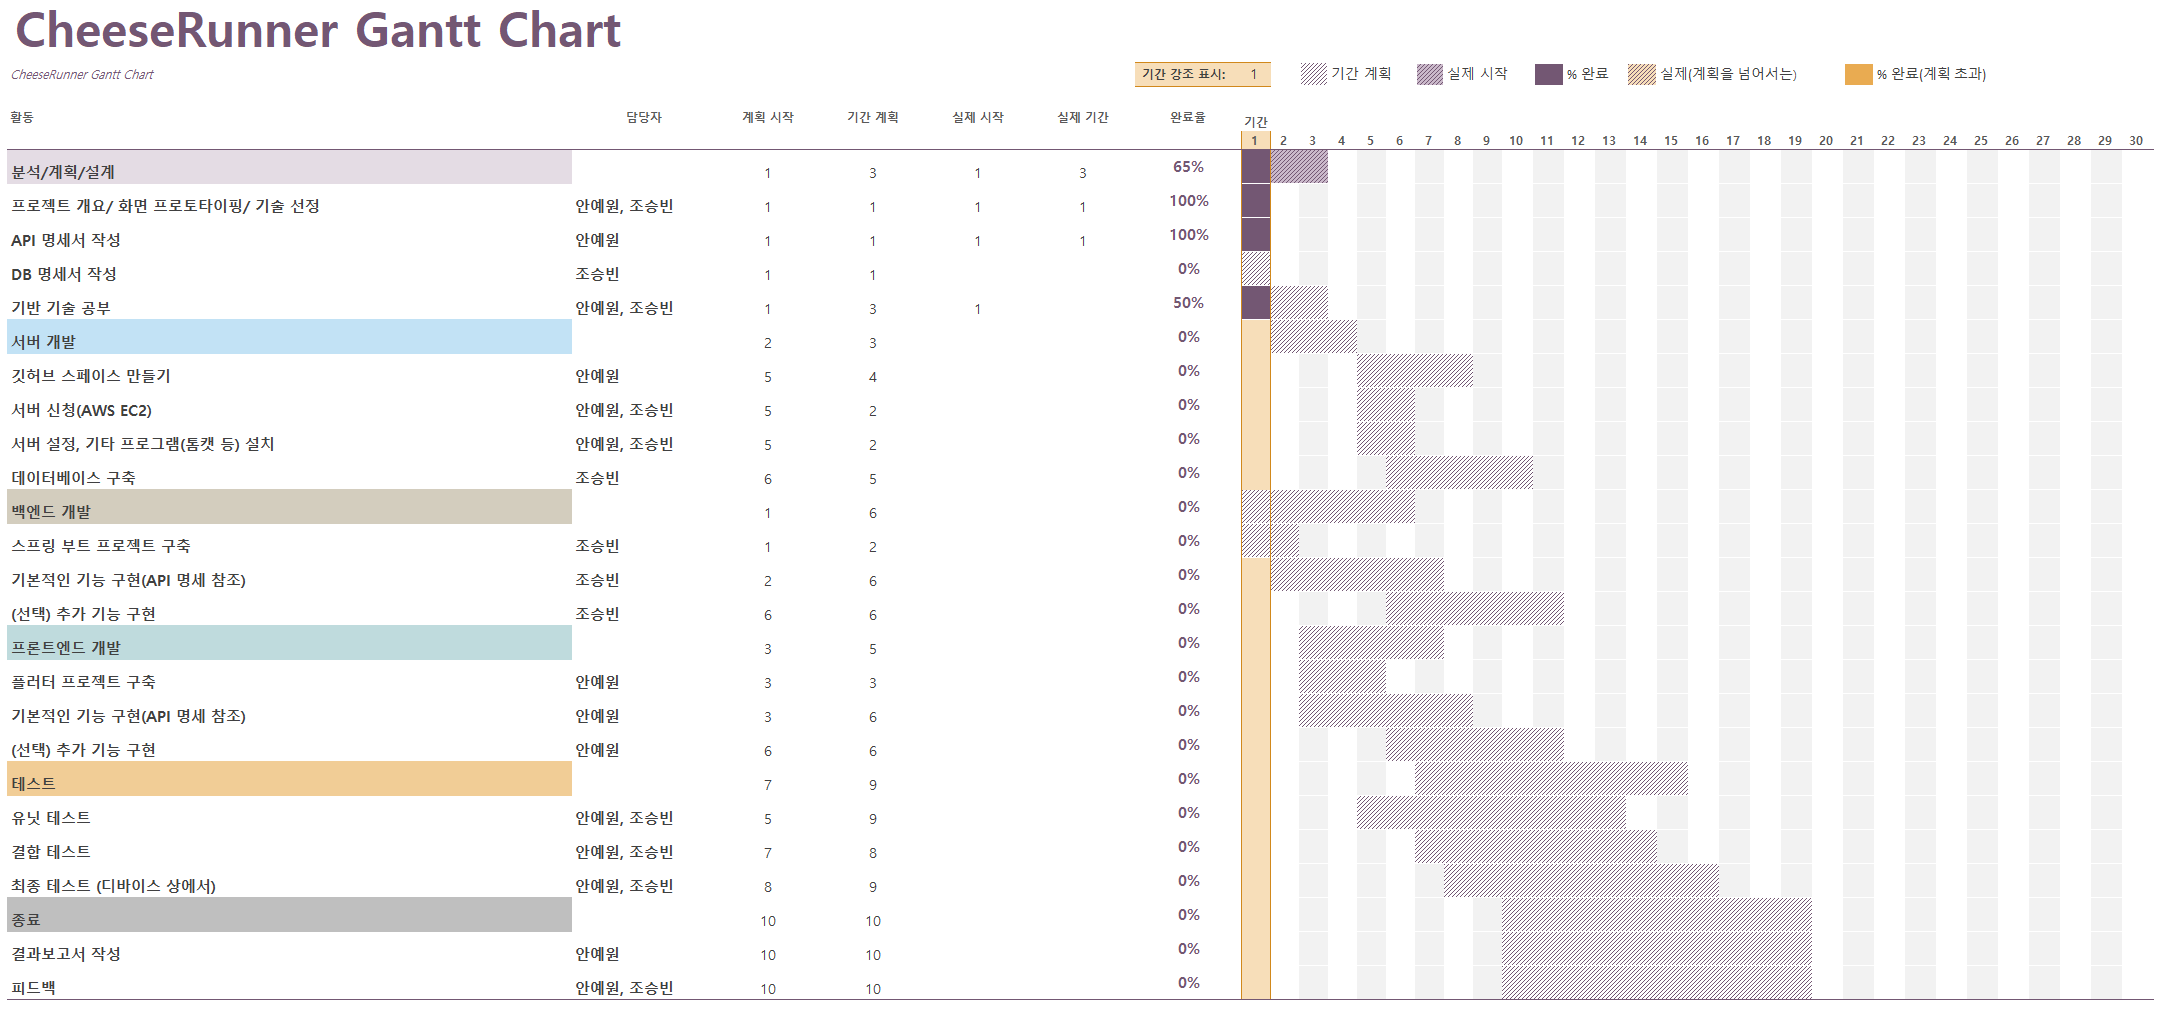 CheeseRunner Gantt Chart
CheeseRunner Gantt Chart
기간 강조 표시: 1 기간 계획 실제 시작 % 완료 실제(계획을 넘어서는) % 완료(계획 초과)
활동 담당자 계획 시작 기간 계획 실제 시작 실제 기간 완료율 기간
1 2 3 4 5 6 7 8 9 10 11 12 13 14 15 16 17 18 19 20 21 22 23 24 25 26 27 28 29 30
분석/계획/설계 1 3 1 3 65%
프로젝트 개요/ 화면 프로토타이핑/ 기술 선정 안예원, 조승빈 1 1 1 1 100%
API 명세서 작성 안예원 1 1 1 1 100%
DB 명세서 작성 조승빈 1 1 0%
기반 기술 공부 안예원, 조승빈 1 3 1 50%
서버 개발 2 3 0%
깃허브 스페이스 만들기 안예원 5 4 0%
서버 신청(AWS EC2) 안예원, 조승빈 5 2 0%
서버 설정, 기타 프로그램(톰캣 등) 설치 안예원, 조승빈 5 2 0%
데이터베이스 구축 조승빈 6 5 0%
백엔드 개발 1 6 0%
스프링 부트 프로젝트 구축 조승빈 1 2 0%
기본적인 기능 구현(API 명세 참조) 조승빈 2 6 0%
(선택) 추가 기능 구현 조승빈 6 6 0%
프론트엔드 개발 3 5 0%
플러터 프로젝트 구축 안예원 3 3 0%
기본적인 기능 구현(API 명세 참조) 안예원 3 6 0%
(선택) 추가 기능 구현 안예원 6 6 0%
테스트 7 9 0%
유닛 테스트 안예원, 조승빈 5 9 0%
결합 테스트 안예원, 조승빈 7 8 0%
최종 테스트 (디바이스 상에서) 안예원, 조승빈 8 9 0%
종료 10 10 0%
결과보고서 작성 안예원 10 10 0%
피드백 안예원, 조승빈 10 10 0%